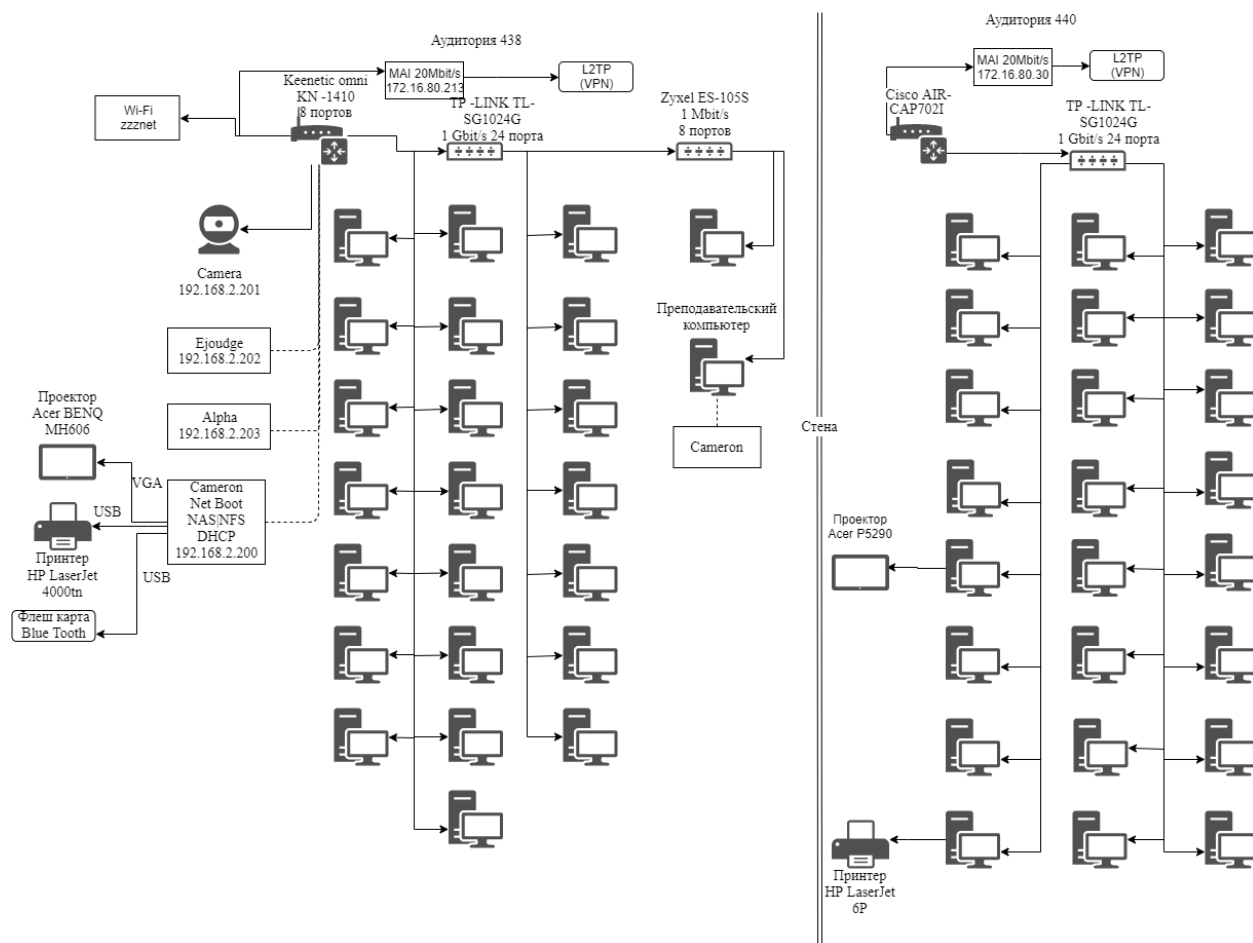 Аудитория 438
MAI 20Mbit/s
172.16.80.213
L2TP
(VPN)
Keenetic omni
KN -1410
8 портов
Wi-Fi
zzznet
TP -LINK TL-
SG1024G
1 Gbit/s 24 порта
Zyxel ES-105S
1 Mbit/s
8 портов
Camera
192.168.2.201
Ejoudge
192.168.2.202
Alpha
192.168.2.203
Проектор
Acer BENQ
MH606
VGA
Cameron
Net Boot
NAS|NFS
DHCP
192.168.2.200
USB
Принтер
HP LaserJet
4000tn
USB
Флеш карта
Blue Tooth
Преподавательский
компьютер
Cameron
Стена
Аудитория 440
MAI 20Mbit/s
172.16.80.30
L2TP
(VPN)
Cisco AIR-
CAP702I
TP -LINK TL-
SG1024G
1 Gbit/s 24 порта
Проектор
Acer P5290
Принтер
HP LaserJet
6P